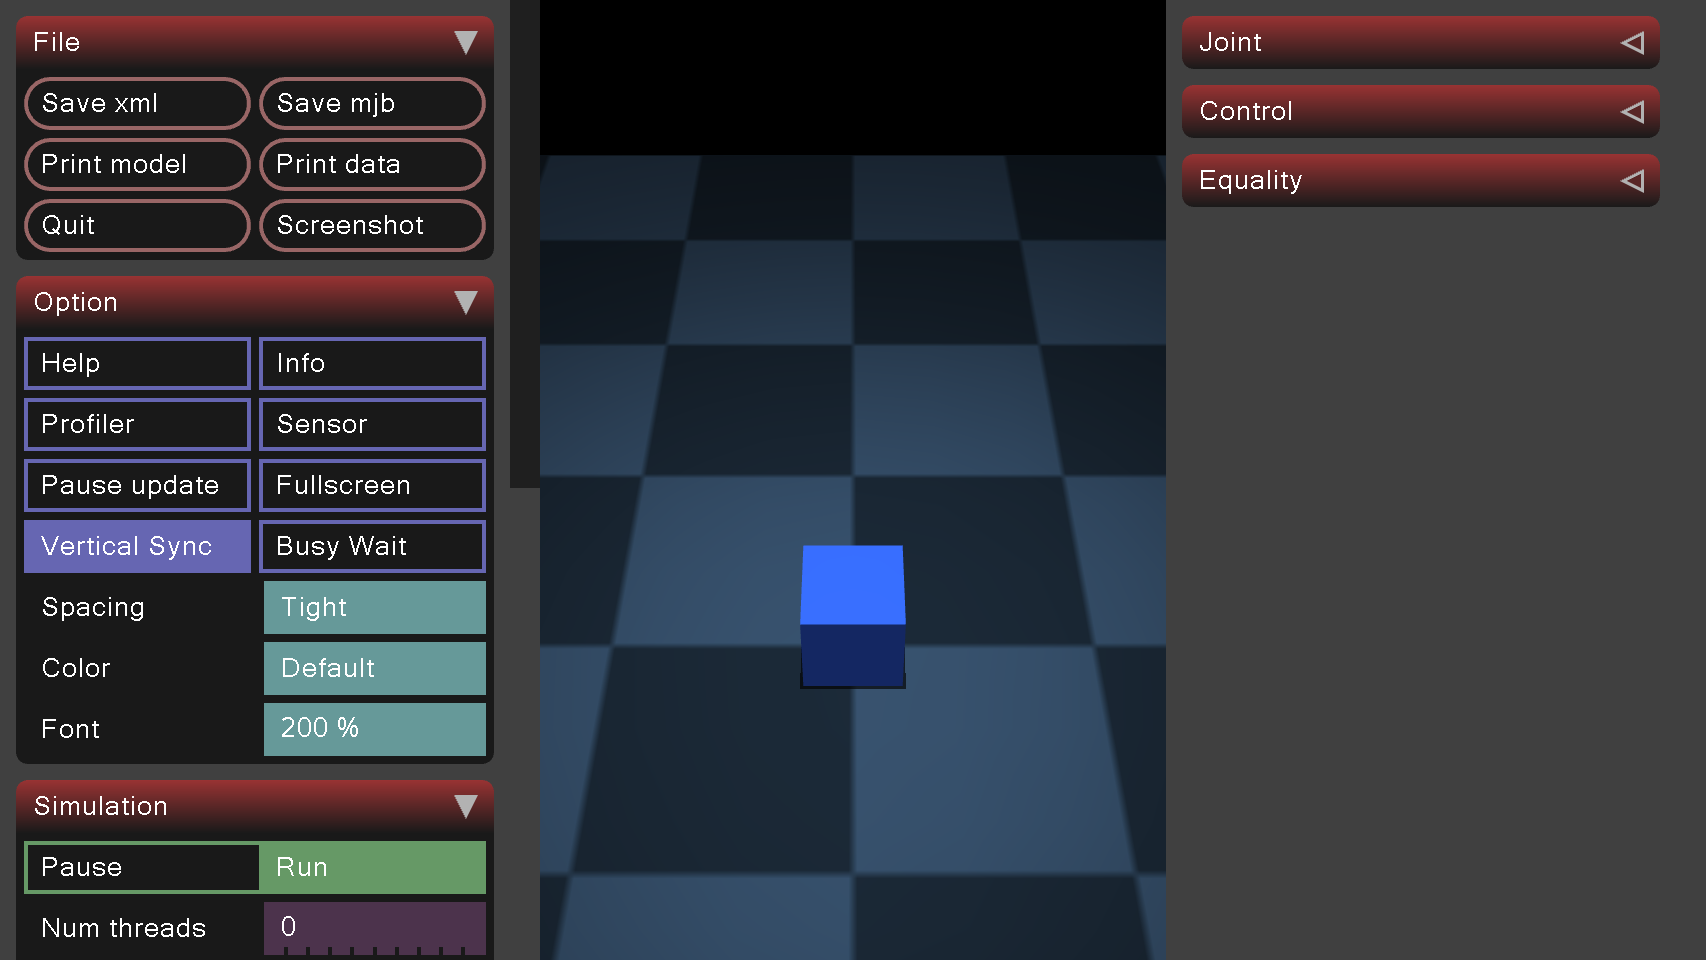 File
Save xml
Save mjb
Print model
Print data
Quit
Screenshot
Option
Help
Info
Profiler
Sensor
Pause update
Fullscreen
Vertical Sync
Busy Wait
Spacing
Tight
Color
Default
Font
200 %
Simulation
Pause
Run
Num threads
0
Joint
Control
Equality